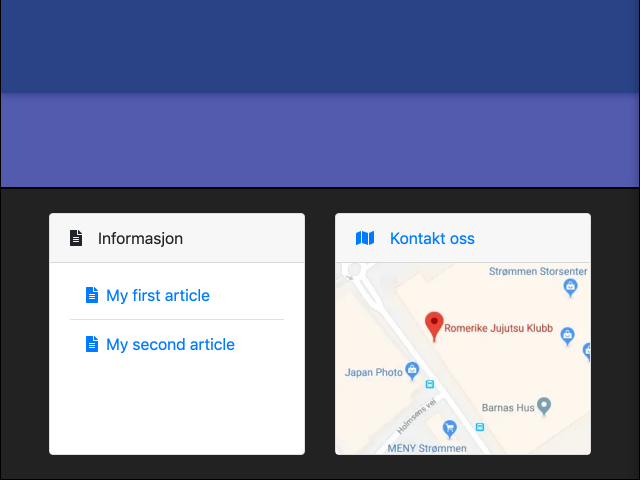 Informasjon
My first article
My second article
Kontakt oss
Strømmen Storsenter
Romerike Jujutsu Klubb
Japan Photo
Holmsens vei
Barnas Hus
MENY Strømmen